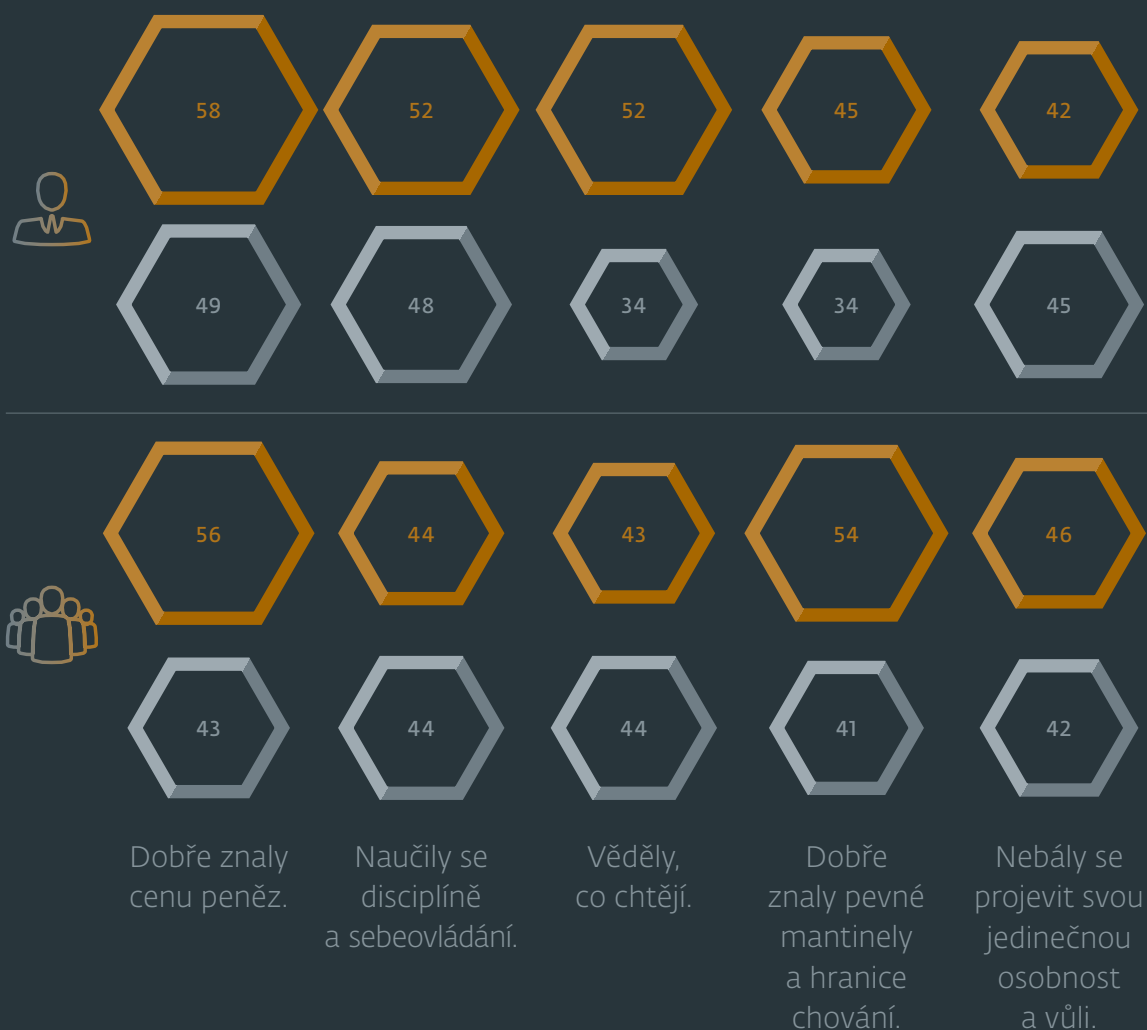 58 52 52 45 42
49 48 34 34 45
56 44 43 54 46
43 44 44 41 42
Dobře znaly
cenu peněz.
Naučily se
disciplíně
a sebeovládání.
Věděly,
co chtějí.
Dobře
znaly pevné
mantinely
a hranice
chování.
Nebály se
projevit svou
jedinečnou
osobnost
a vůli.